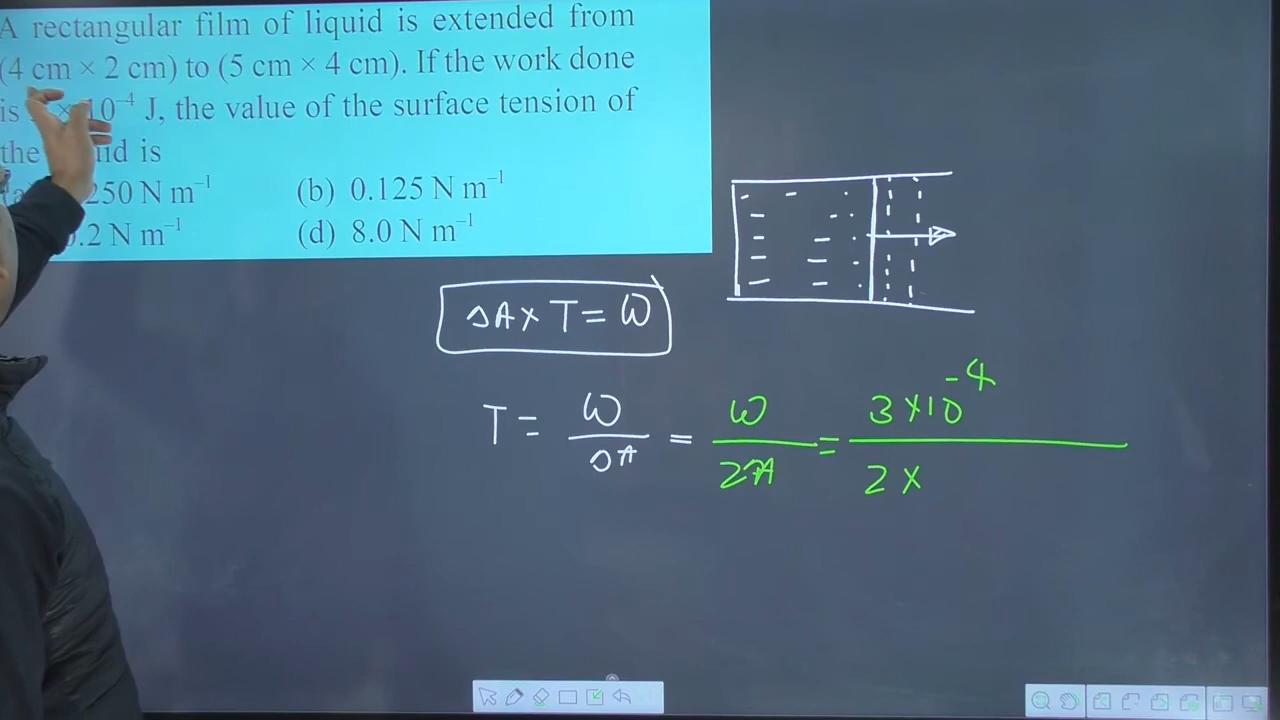 A rectangular film of liquid is extended from
(4 cm × 2 cm) to (5 cm × 4 cm). If the work done
is × 10⁻⁴ J, the value of the surface tension of
the is
250 N m⁻¹ (b) 0.125 N m⁻¹
.2 N m⁻¹ (d) 8.0 N m⁻¹
ΔA × T = W
T = W / ΔA = W / 2ΔA = 3 × 10⁻⁴ / 2 ×